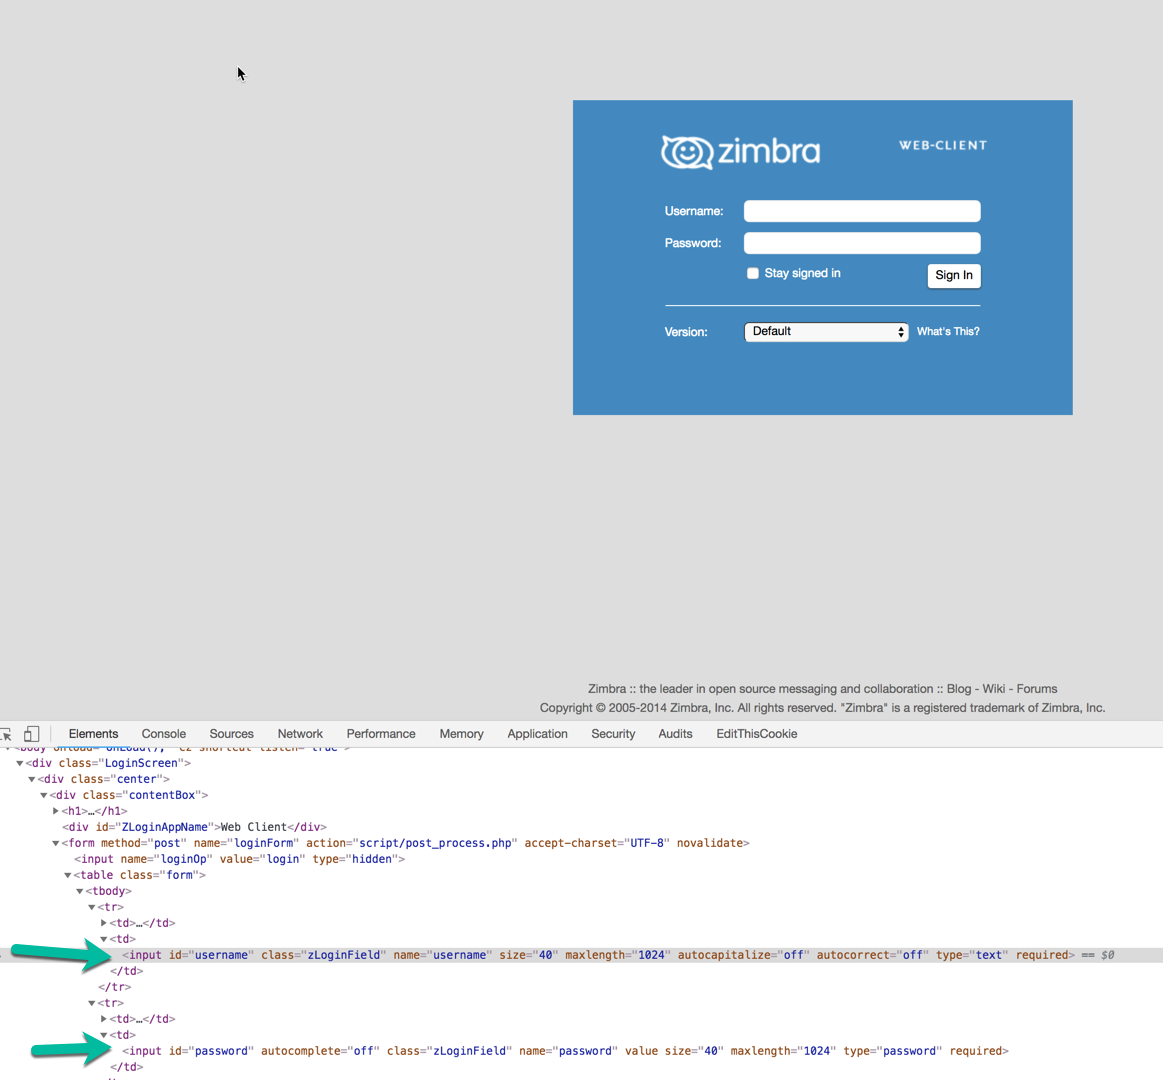 zimbra WEB-CLIENT
Username:
Password:
Stay signed in Sign In
Version: Default What's This?
Zimbra :: the leader in open source messaging and collaboration :: Blog - Wiki - Forums
Copyright © 2005-2014 Zimbra, Inc. All rights reserved. "Zimbra" is a registered trademark of Zimbra, Inc.
Elements Console Sources Network Performance Memory Application Security Audits EditThisCookie
<div class="LoginScreen">
<div class="center">
<div class="contentBox">
<h1>…</h1>
<div id="ZLoginAppName">Web Client</div>
<form method="post" name="loginForm" action="script/post_process.php" accept-charset="UTF-8" novalidate>
<input name="loginOp" value="login" type="hidden">
<table class="form">
<tbody>
<tr>
<td>…</td>
<td>
<input id="username" class="zLoginField" name="username" size="40" maxlength="1024" autocapitalize="off" autocorrect="off" type="text" required> == $0
</td>
</tr>
<tr>
<td>…</td>
<td>
<input id="password" autocomplete="off" class="zLoginField" name="password" value size="40" maxlength="1024" type="password" required>
</td>